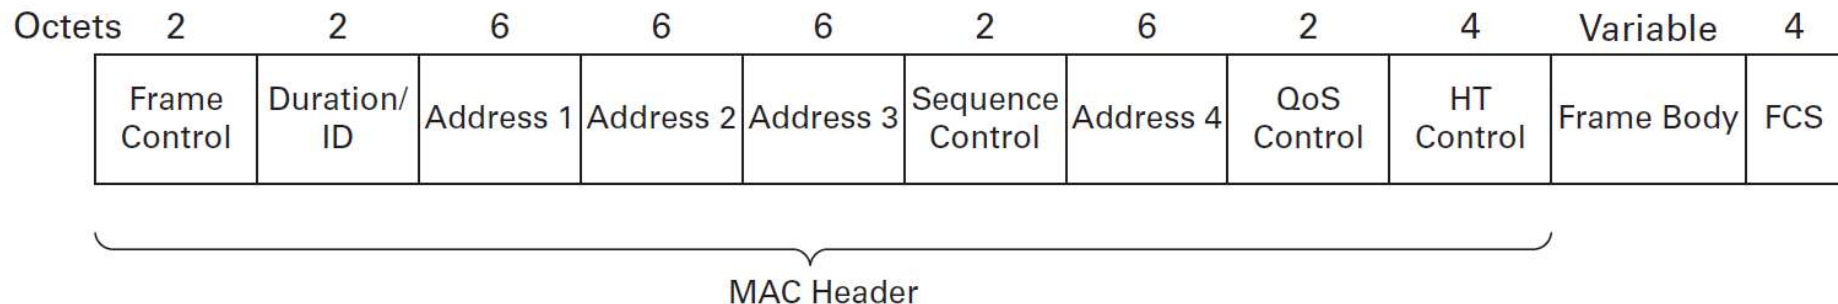 Octets 2 2 6 6 6 2 6 2 4 Variable 4
Frame Control
Duration/ ID
Address 1
Address 2
Address 3
Sequence Control
Address 4
QoS Control
HT Control
Frame Body
FCS
MAC Header